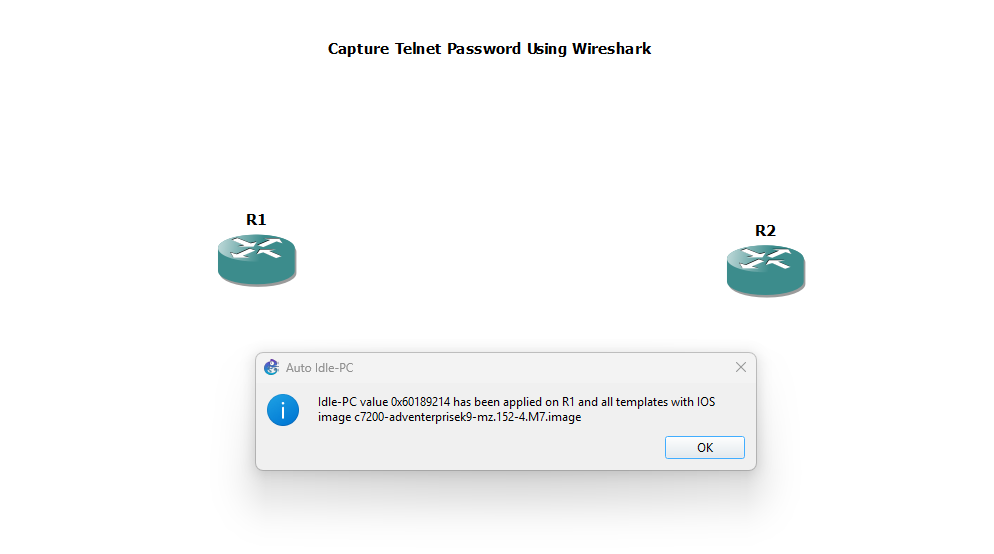 Capture Telnet Password Using Wireshark
R1
R2
Auto Idle-PC
Idle-PC value 0x60189214 has been applied on R1 and all templates with IOS
image c7200-adventerprisek9-mz.152-4.M7.image
OK